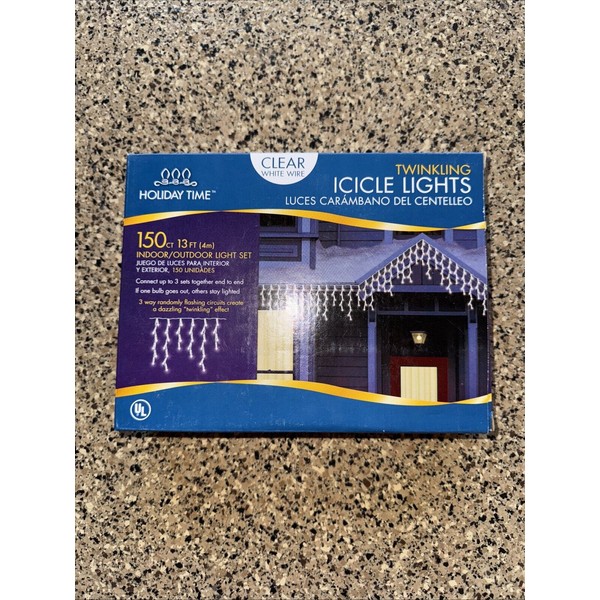 CLEAR
WHITE WIRE
HOLIDAY TIME™
TWINKLING
ICICLE LIGHTS
LUCES CARÁMBANO DEL CENTELLEO
150CT 13 FT (4m)
INDOOR/OUTDOOR LIGHT SET
JUEGO DE LUCES PARA INTERIOR
Y EXTERIOR, 150 UNIDADES
Connect up to 3 sets together end to end
If one bulb goes out, others stay lighted
3 way randomly flashing circuits create
a dazzling "twinkling" effect
UL